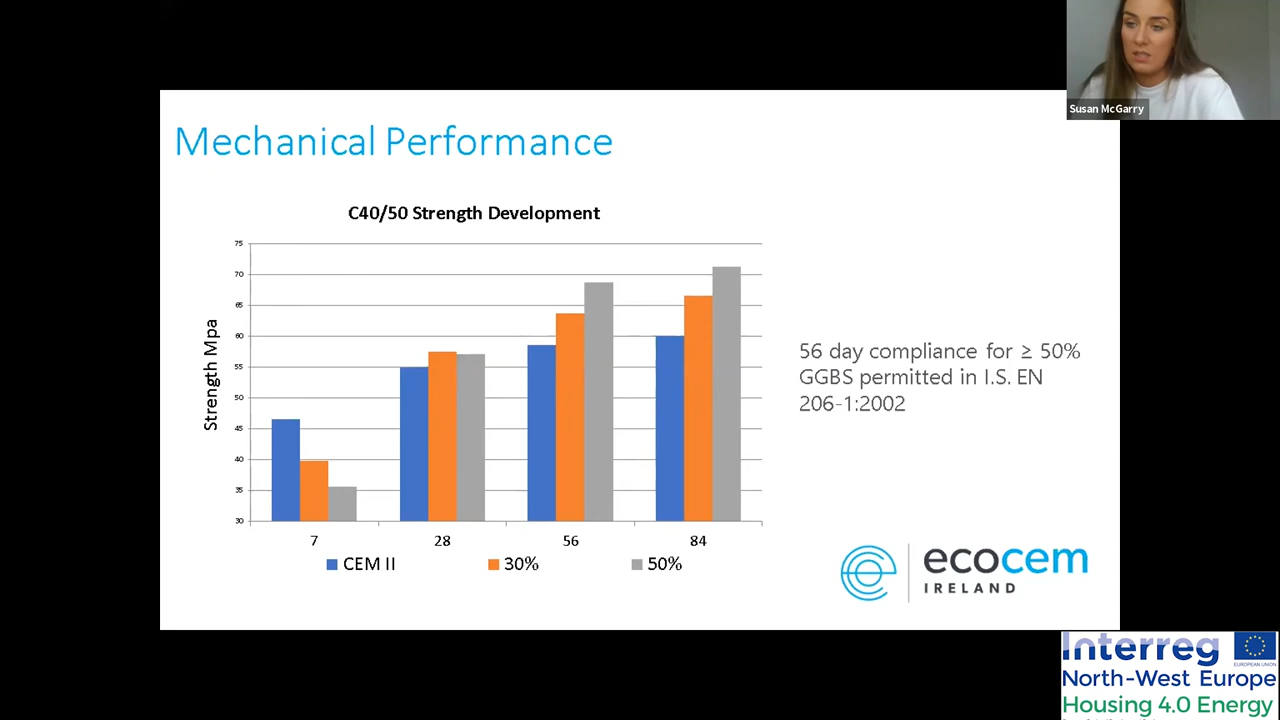 Susan McGarry
Mechanical Performance
C40/50 Strength Development
75
70
65
60
55
50
45
40
35
30
Strength Mpa
7 28 56 84
CEM II 30% 50%
56 day compliance for ≥ 50%
GGBS permitted in I.S. EN
206-1:2002
ecocem
IRELAND
Interreg
EUROPEAN UNION
North-West Europe
Housing 4.0 Energy